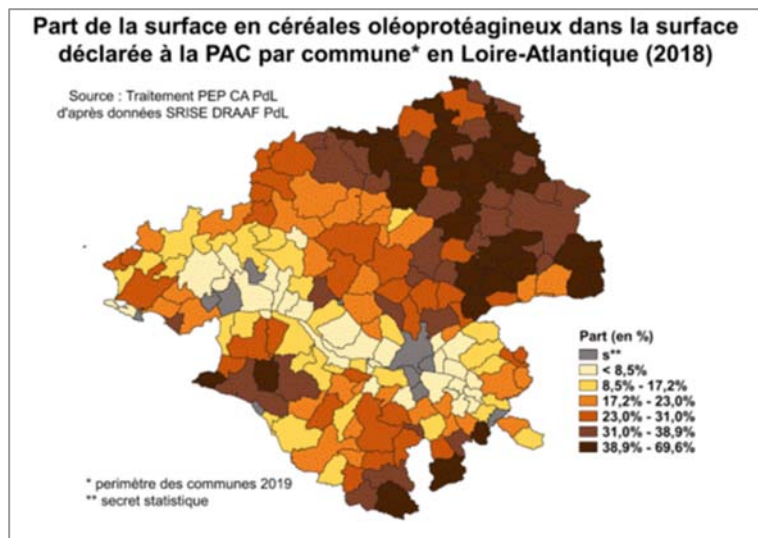 Part de la surface en céréales oléoprotéagineux dans la surface
déclarée à la PAC par commune* en Loire-Atlantique (2018)
Source : Traitement PEP CA PdL
d'après données SRISE DRAAF PdL
Part (en %)
s**
< 8,5%
8,5% - 17,2%
17,2% - 23,0%
23,0% - 31,0%
31,0% - 38,9%
38,9% - 69,6%
* perimètre des communes 2019
** secret statistique